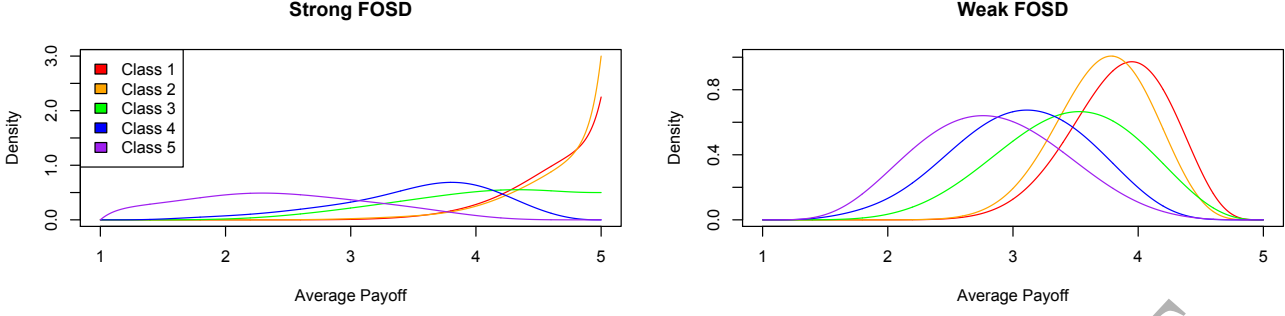 Strong FOSD
Density
0.0 1.0 2.0 3.0
Class 1
Class 2
Class 3
Class 4
Class 5
1 2 3 4 5
Average Payoff
Weak FOSD
Density
0.0 0.4 0.8
1 2 3 4 5
Average Payoff